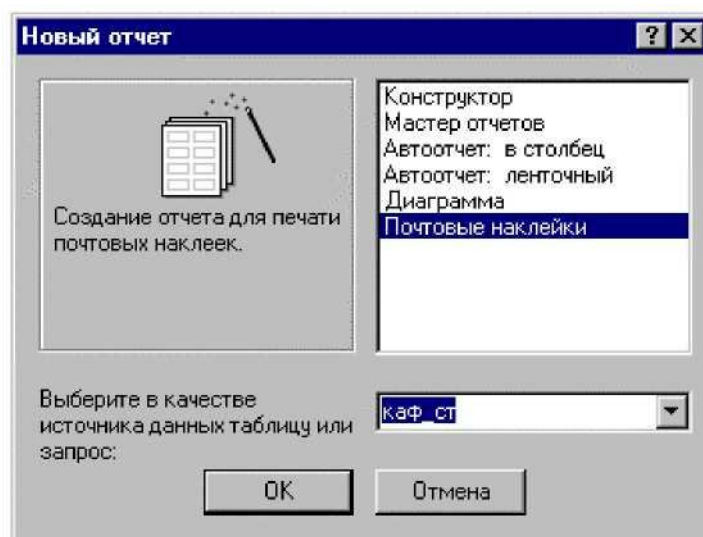 Новый отчет
Создание отчета для печати
почтовых наклеек.
Конструктор
Мастер отчетов
Автоотчет: в столбец
Автоотчет: ленточный
Диаграмма
Почтовые наклейки
Выберите в качестве
источника данных таблицу или
запрос:
каф_ст
OK
Отмена